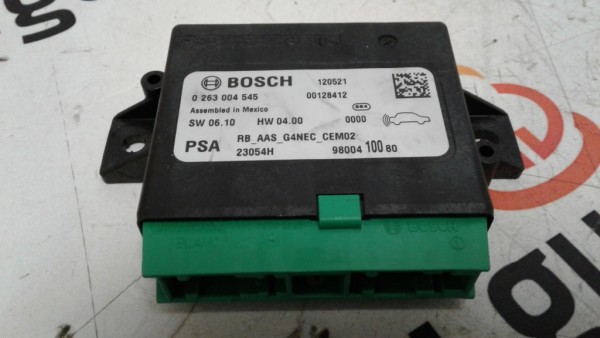 BOSCH 120521
0 263 004 545 00128412
Assembled in Mexico
SW 06.10 HW 04.00 0000
RB_AAS_G4NEC_CEM02
PSA 23054H 98004 100 80
BOSCH